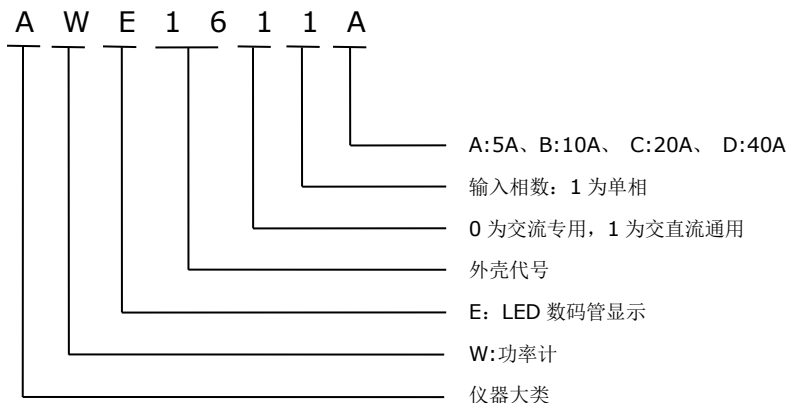 A W E 1 6 1 1 A
A:5A、B:10A、 C:20A、 D:40A
输入相数：1 为单相
0 为交流专用，1 为交直流通用
外壳代号
E：LED 数码管显示
W:功率计
仪器大类